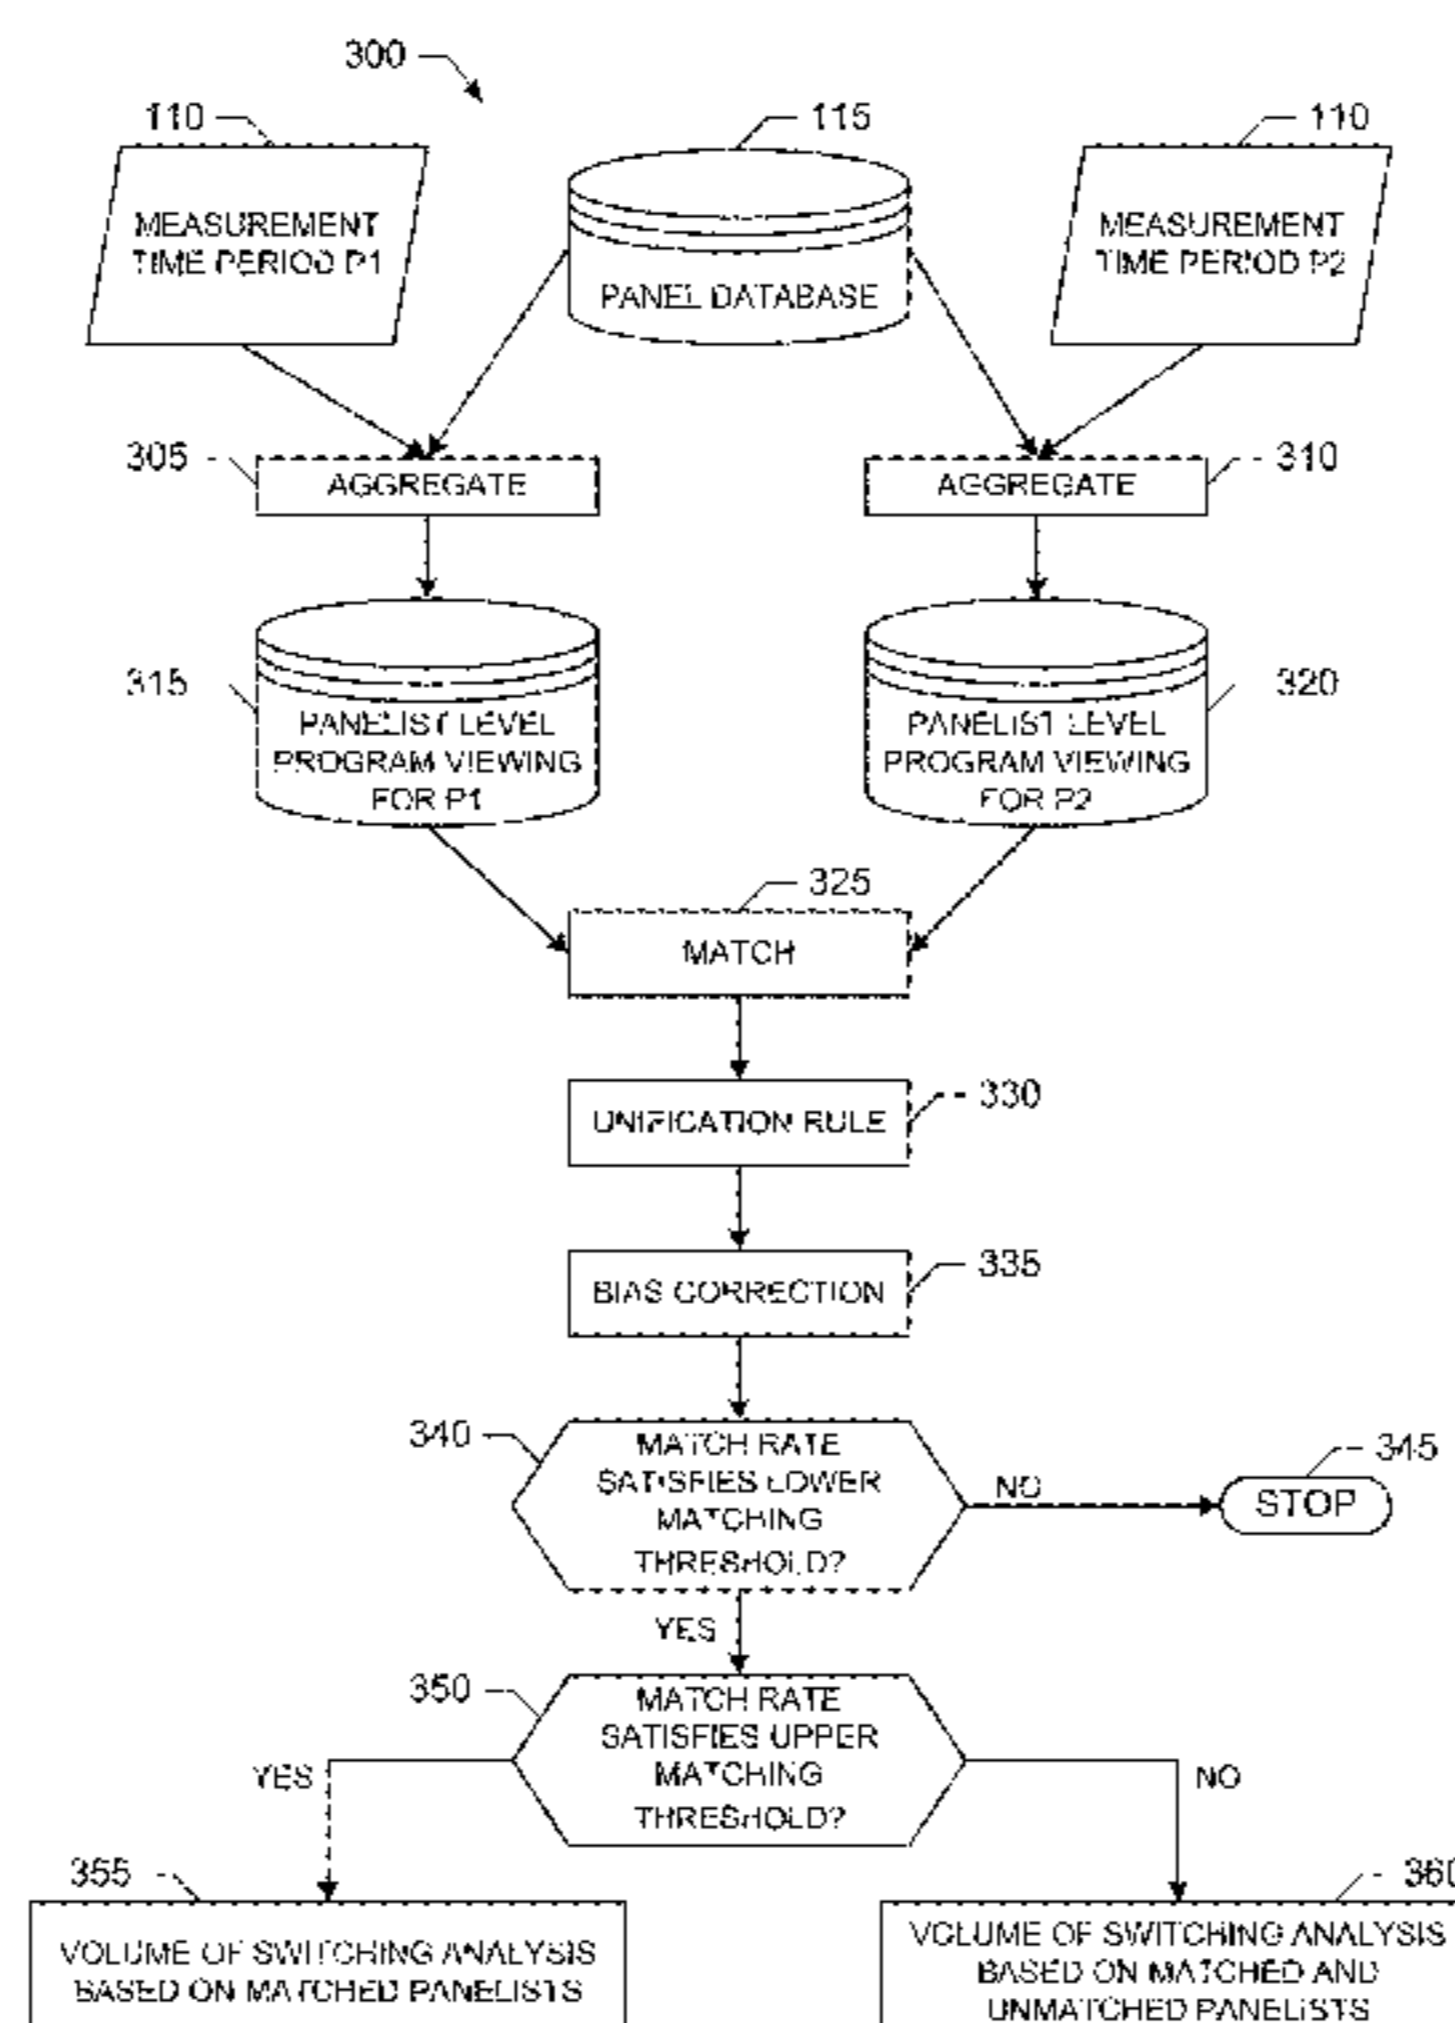 300
110
115
110
MEASUREMENT
TIME PERIOD P1
PANEL DATABASE
MEASUREMENT
TIME PERIOD P2
305
AGGREGATE
AGGREGATE
310
315
PANELIST LEVEL
PROGRAM VIEWING
FOR P1
PANELIST LEVEL
PROGRAM VIEWING
FOR P2
320
325
MATCH
UNIFICATION RULE
330
BIAS CORRECTION
335
340
MATCH RATE
SATISFIES LOWER
MATCHING
THRESHOLD?
NO
345
STOP
YES
350
MATCH RATE
SATISFIES UPPER
MATCHING
THRESHOLD?
YES
NO
355
360
VOLUME OF SWITCHING ANALYSIS
BASED ON MATCHED PANELISTS
VOLUME OF SWITCHING ANALYSIS
BASED ON MATCHED AND
UNMATCHED PANELISTS